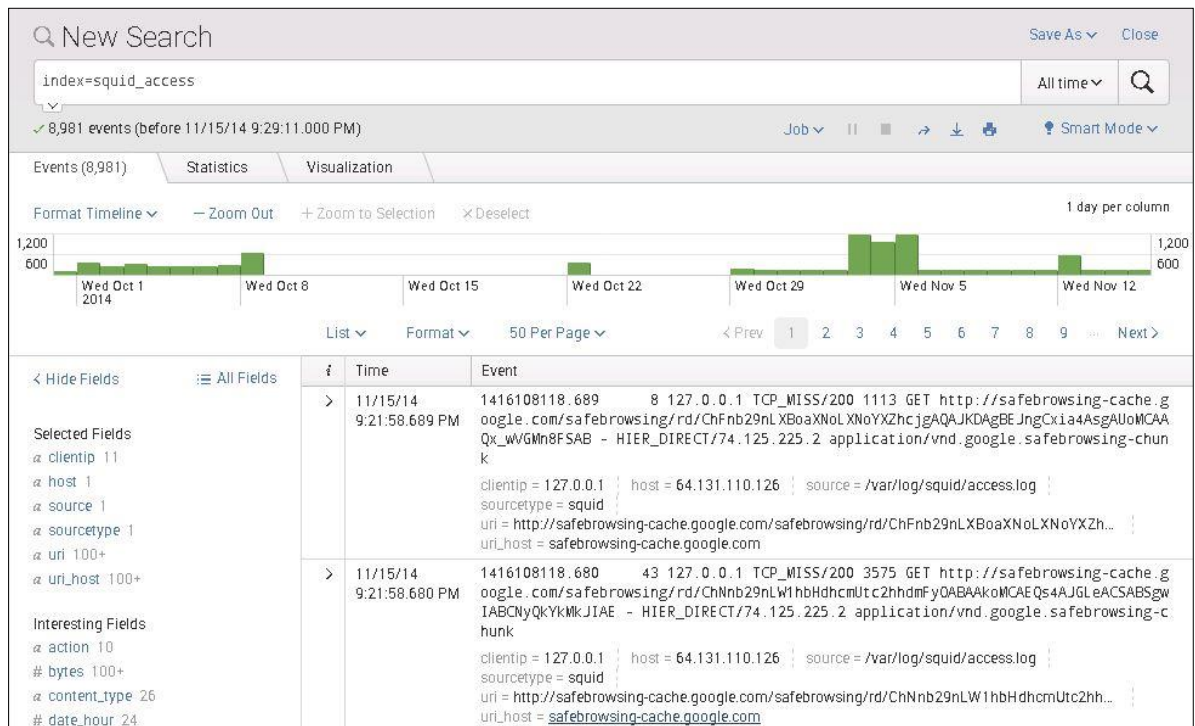 New Search
Save As Close
index=squid_access
All time
8,981 events (before 11/15/14 9:29:11.000 PM)
Job Smart Mode
Events (8,981) Statistics Visualization
Format Timeline — Zoom Out + Zoom to Selection × Deselect
1 day per column
1,200 1,200
600 600
Wed Oct 1 Wed Oct 8 Wed Oct 15 Wed Oct 22 Wed Oct 29 Wed Nov 5 Wed Nov 12
2014
List Format 50 Per Page < Prev 1 2 3 4 5 6 7 8 9 ... Next >
< Hide Fields All Fields
i Time Event
Selected Fields
a clientip 11
a host 1
a source 1
a sourcetype 1
a uri 100+
a uri_host 100+
Interesting Fields
a action 10
# bytes 100+
a content_type 26
# date_hour 24
> 11/15/14
9:21:58.689 PM
1416108118.689 8 127.0.0.1 TCP_MISS/200 1113 GET http://safebrowsing-cache.g
oogle.com/safebrowsing/rd/ChFnb29nLXBoaXNoLXNoYXZhcjgAQAJKDAgBEJngCxia4AsgAUoMCAA
Qx_wVGMn8FSAB - HIER_DIRECT/74.125.225.2 application/vnd.google.safebrowsing-chun
k
clientip = 127.0.0.1 host = 64.131.110.126 source = /var/log/squid/access.log
sourcetype = squid
uri = http://safebrowsing-cache.google.com/safebrowsing/rd/ChFnb29nLXBoaXNoLXNoYXZh...
uri_host = safebrowsing-cache.google.com
> 11/15/14
9:21:58.680 PM
1416108118.680 43 127.0.0.1 TCP_MISS/200 3575 GET http://safebrowsing-cache.g
oogle.com/safebrowsing/rd/ChNnb29nLW1hbHdhcmUtc2hhdmFyOABAAkoMCAEQs4AJGLeACSABSgw
IABCNyQkYkMkJIAE - HIER_DIRECT/74.125.225.2 application/vnd.google.safebrowsing-c
hunk
clientip = 127.0.0.1 host = 64.131.110.126 source = /var/log/squid/access.log
sourcetype = squid
uri = http://safebrowsing-cache.google.com/safebrowsing/rd/ChNnb29nLW1hbHdhcmUtc2hh...
uri_host = safebrowsing-cache.google.com